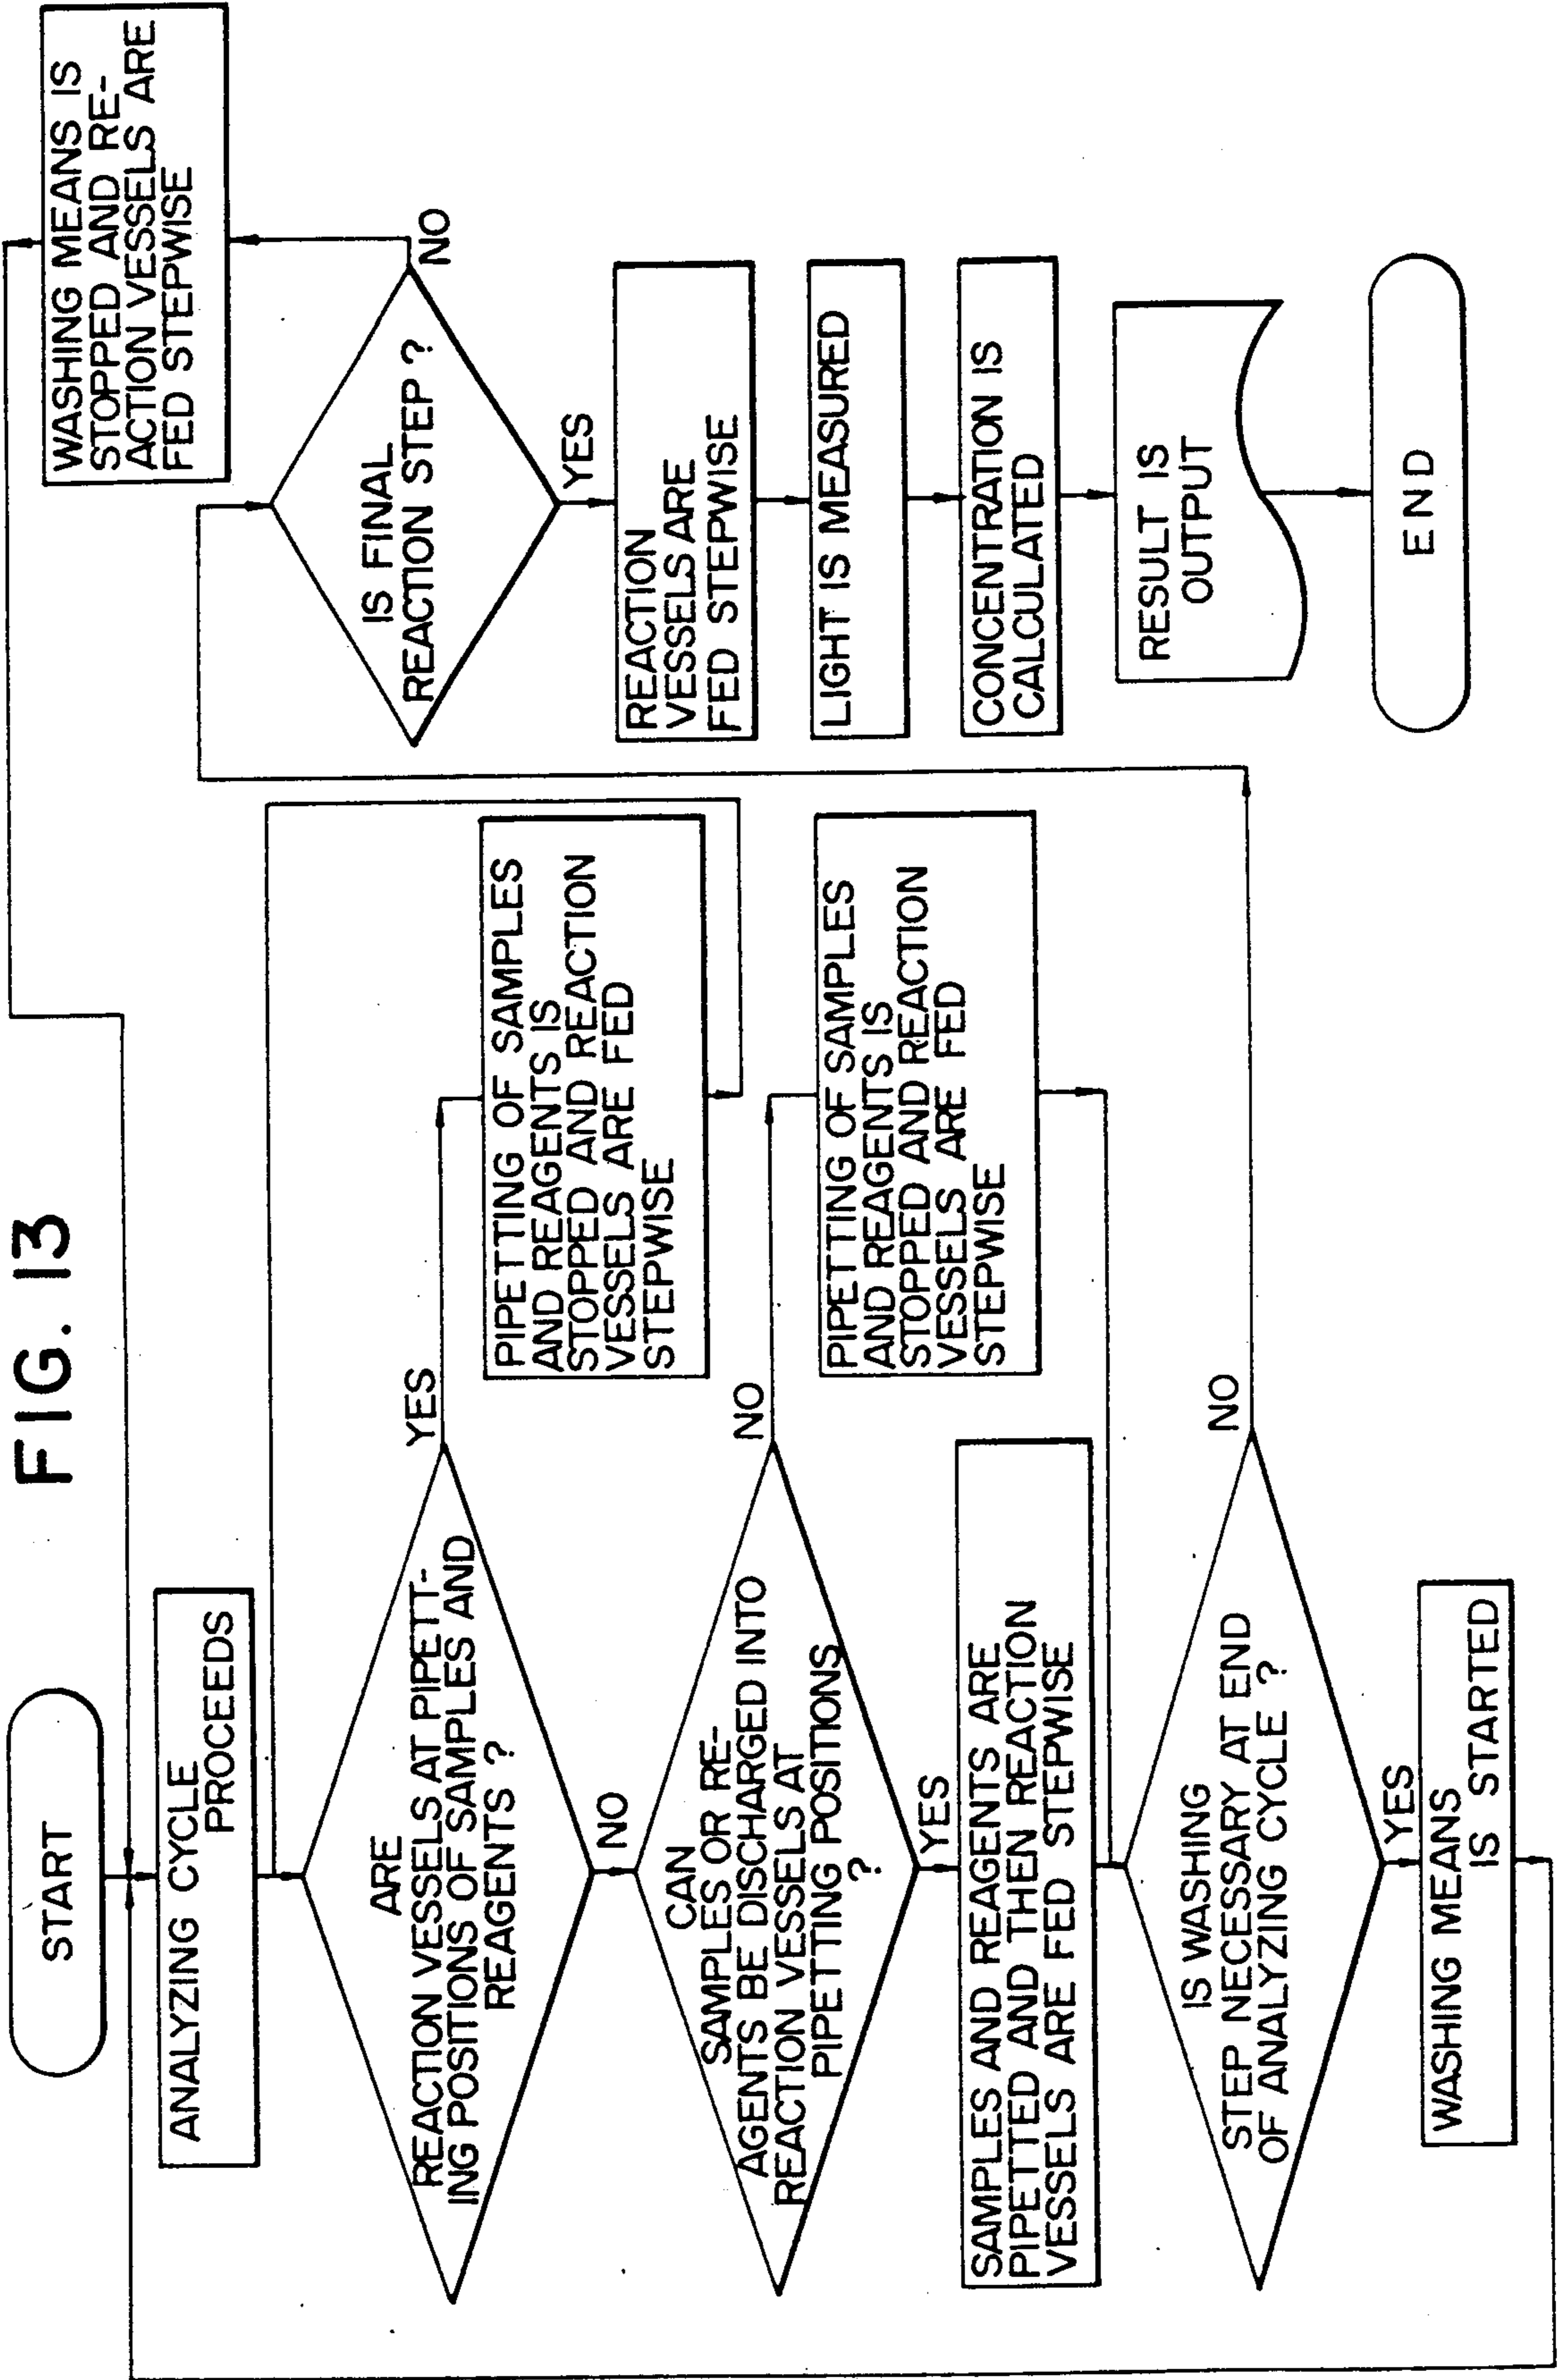 FIG. 13
START
ANALYZING CYCLE
PROCEEDS
ARE
REACTION VESSELS AT PIPETT-
ING POSITIONS OF SAMPLES AND
REAGENTS ?
YES
NO
PIPETTING OF SAMPLES
AND REAGENTS IS
STOPPED AND REACTION
VESSELS ARE FED
STEPWISE
CAN
SAMPLES OR RE-
AGENTS BE DISCHARGED INTO
REACTION VESSELS AT
PIPETTING POSITIONS
?
NO
YES
PIPETTING OF SAMPLES
AND REAGENTS IS
STOPPED AND REACTION
VESSELS ARE FED
STEPWISE
SAMPLES AND REAGENTS ARE
PIPETTED AND THEN REACTION
VESSELS ARE FED STEPWISE
IS WASHING
STEP NECESSARY AT END
OF ANALYZING CYCLE ?
NO
YES
WASHING MEANS
IS STARTED
WASHING MEANS IS
STOPPED AND RE-
ACTION VESSELS ARE
FED STEPWISE
IS FINAL
REACTION STEP ?
NO
YES
REACTION
VESSELS ARE
FED STEPWISE
LIGHT IS MEASURED
CONCENTRATION IS
CALCULATED
RESULT IS
OUTPUT
END